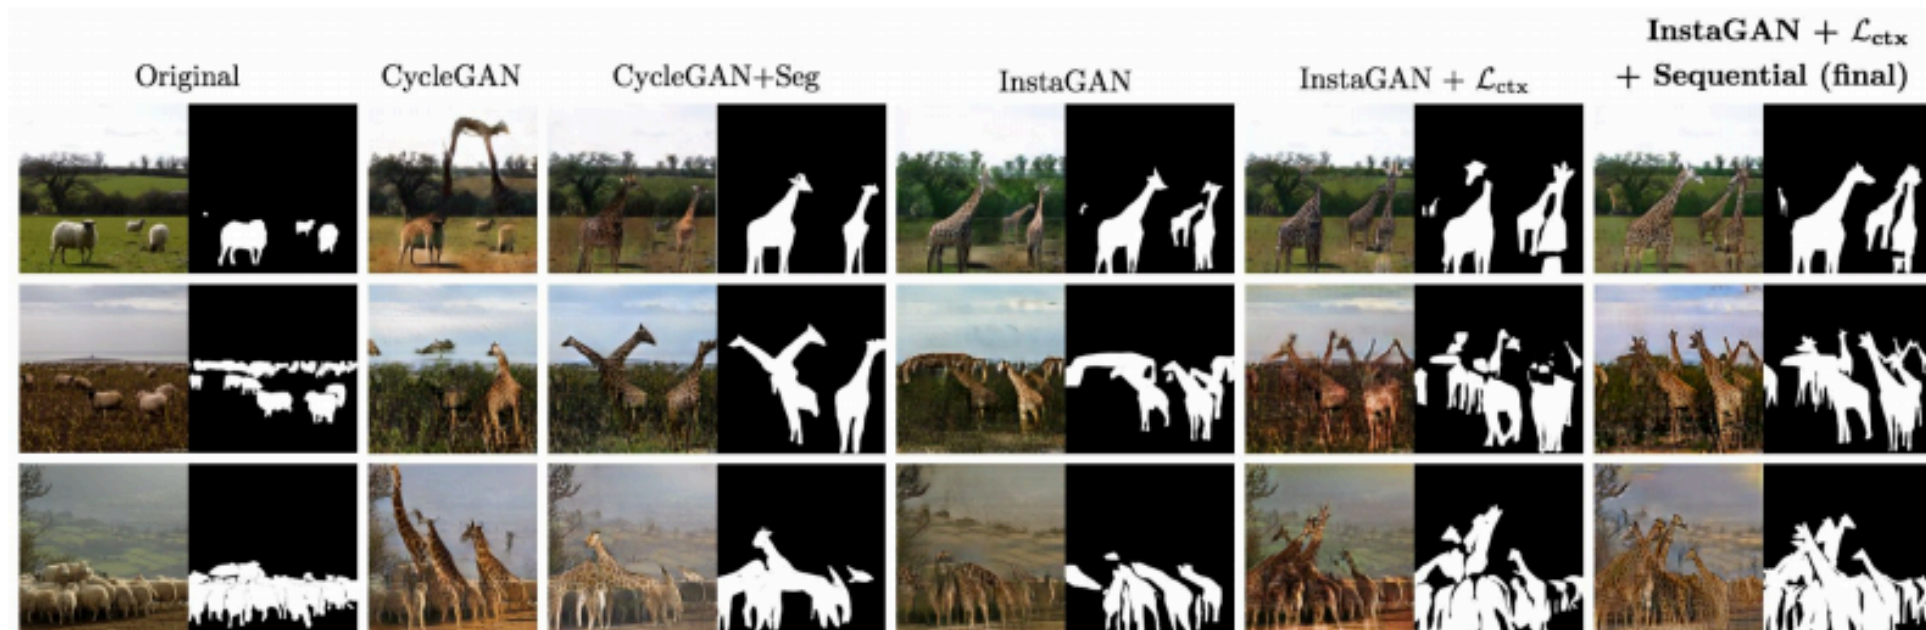 InstaGAN + ℒctx
Original CycleGAN CycleGAN+Seg InstaGAN InstaGAN + ℒctx + Sequential (final)